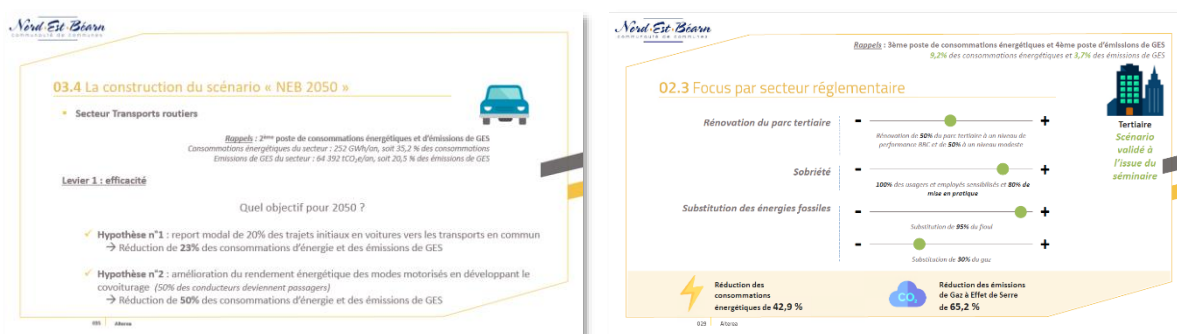 Nord·Est·Béarn
communauté de communes
03.4 La construction du scénario « NEB 2050 »
Secteur Transports routiers
Rappels : 2ème poste de consommations énergétiques et d'émissions de GES
Consommations énergétiques du secteur : 252 GWh/an, soit 35,2 % des consommations
Emissions de GES du secteur : 64 392 tCO₂e/an, soit 20,5 % des émissions de GES
Levier 1 : efficacité
Quel objectif pour 2050 ?
✓ Hypothèse n°1 : report modal de 20% des trajets initiaux en voitures vers les transports en commun
→ Réduction de 23% des consommations d'énergie et des émissions de GES
✓ Hypothèse n°2 : amélioration du rendement énergétique des modes motorisés en développant le
covoiturage (50% des conducteurs deviennent passagers)
→ Réduction de 50% des consommations d'énergie et des émissions de GES
Alterea
Nord·Est·Béarn
communauté de communes
Rappels : 3ème poste de consommations énergétiques et 4ème poste d'émissions de GES
9,2% des consommations énergétiques et 3,7% des émissions de GES
02.3 Focus par secteur réglementaire
Rénovation du parc tertiaire
- +
Rénovation de 50% du parc tertiaire à un niveau de
performance BBC et de 50% à un niveau modeste
Sobriété
- +
100% des usagers et employés sensibilisés et 80% de
mise en pratique
Substitution des énergies fossiles
- +
Substitution de 95% du fioul
- +
Substitution de 30% du gaz
Tertiaire
Scénario
validé à
l'issue du
séminaire
Réduction des
consommations
énergétiques de 42,9 %
CO₂
Réduction des émissions
de Gaz à Effet de Serre
de 65,2 %
029 Alterea